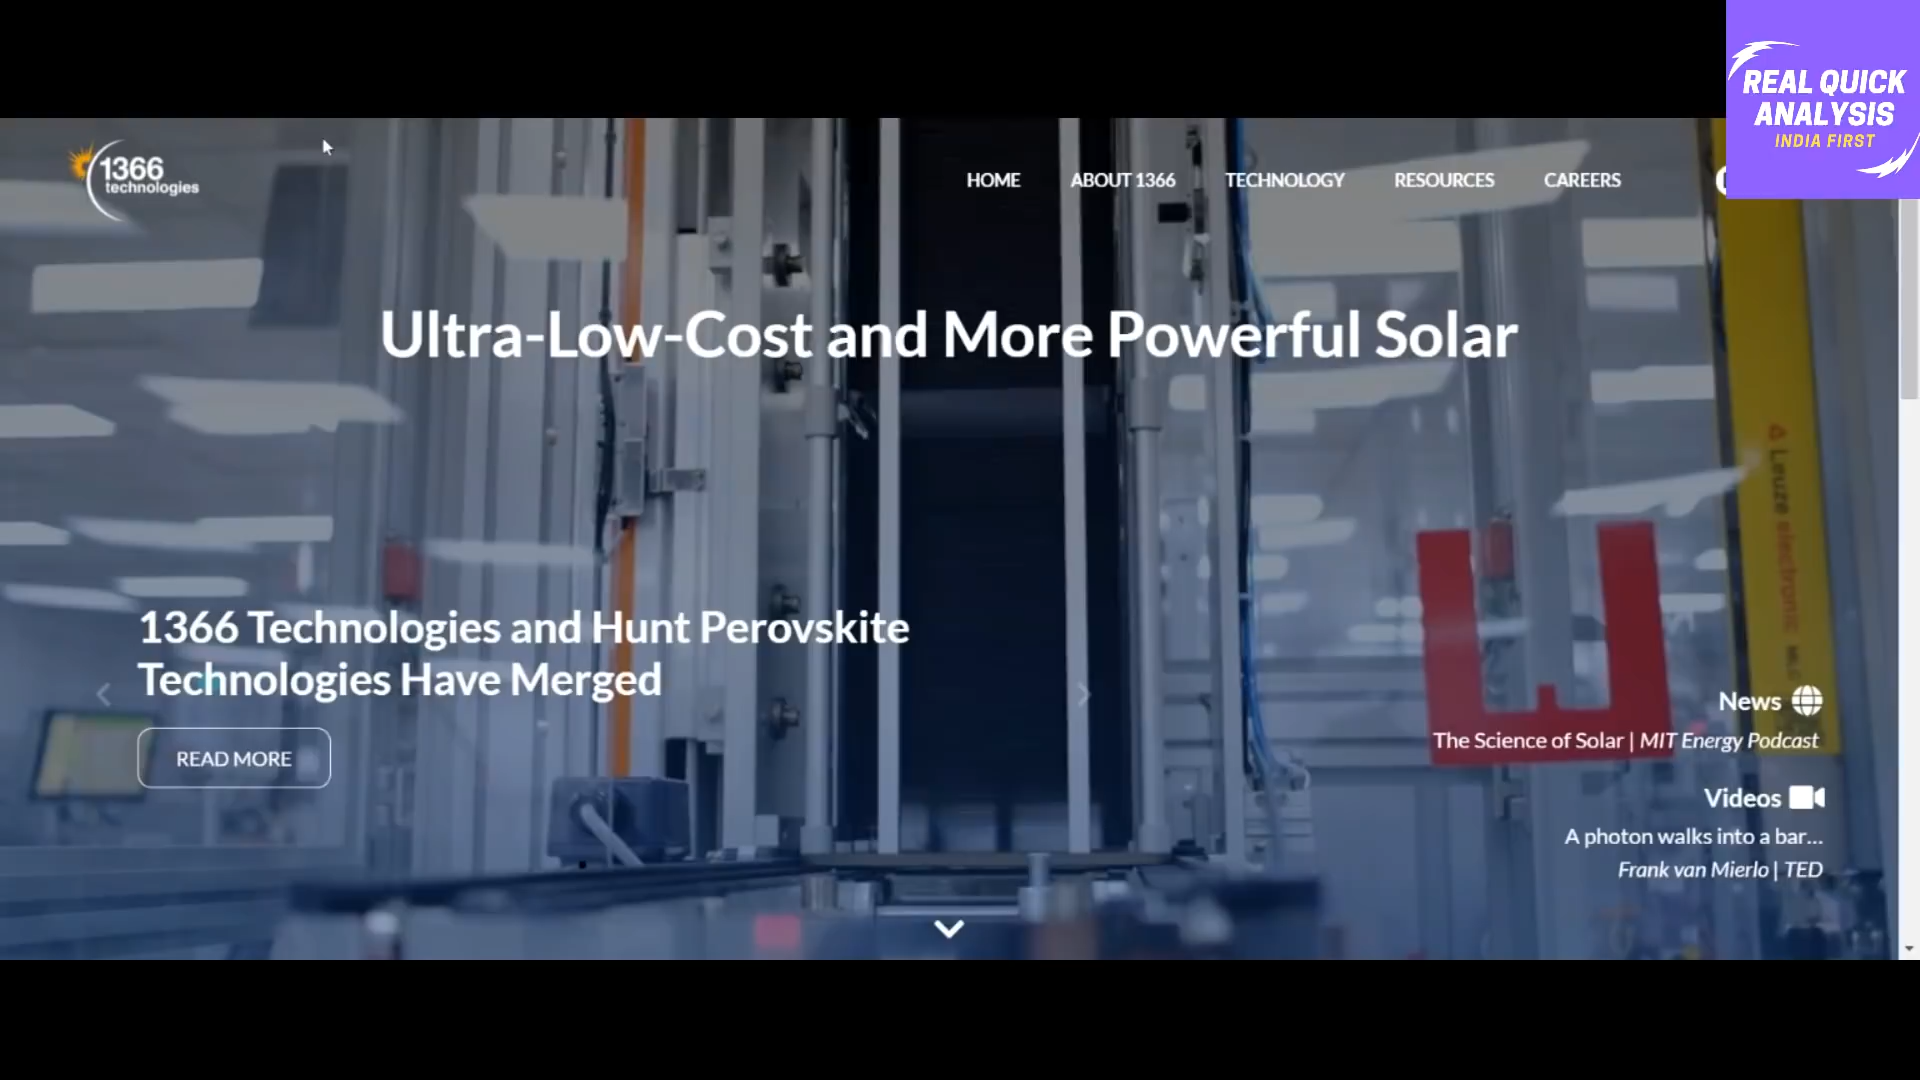 REAL QUICK
ANALYSIS
INDIA FIRST
1366
technologies
HOME ABOUT 1366 TECHNOLOGY RESOURCES CAREERS
Ultra-Low-Cost and More Powerful Solar
Leuze electronic
1366 Technologies and Hunt Perovskite
Technologies Have Merged
READ MORE
News
The Science of Solar | MIT Energy Podcast
Videos
A photon walks into a bar...
Frank van Mierlo | TED